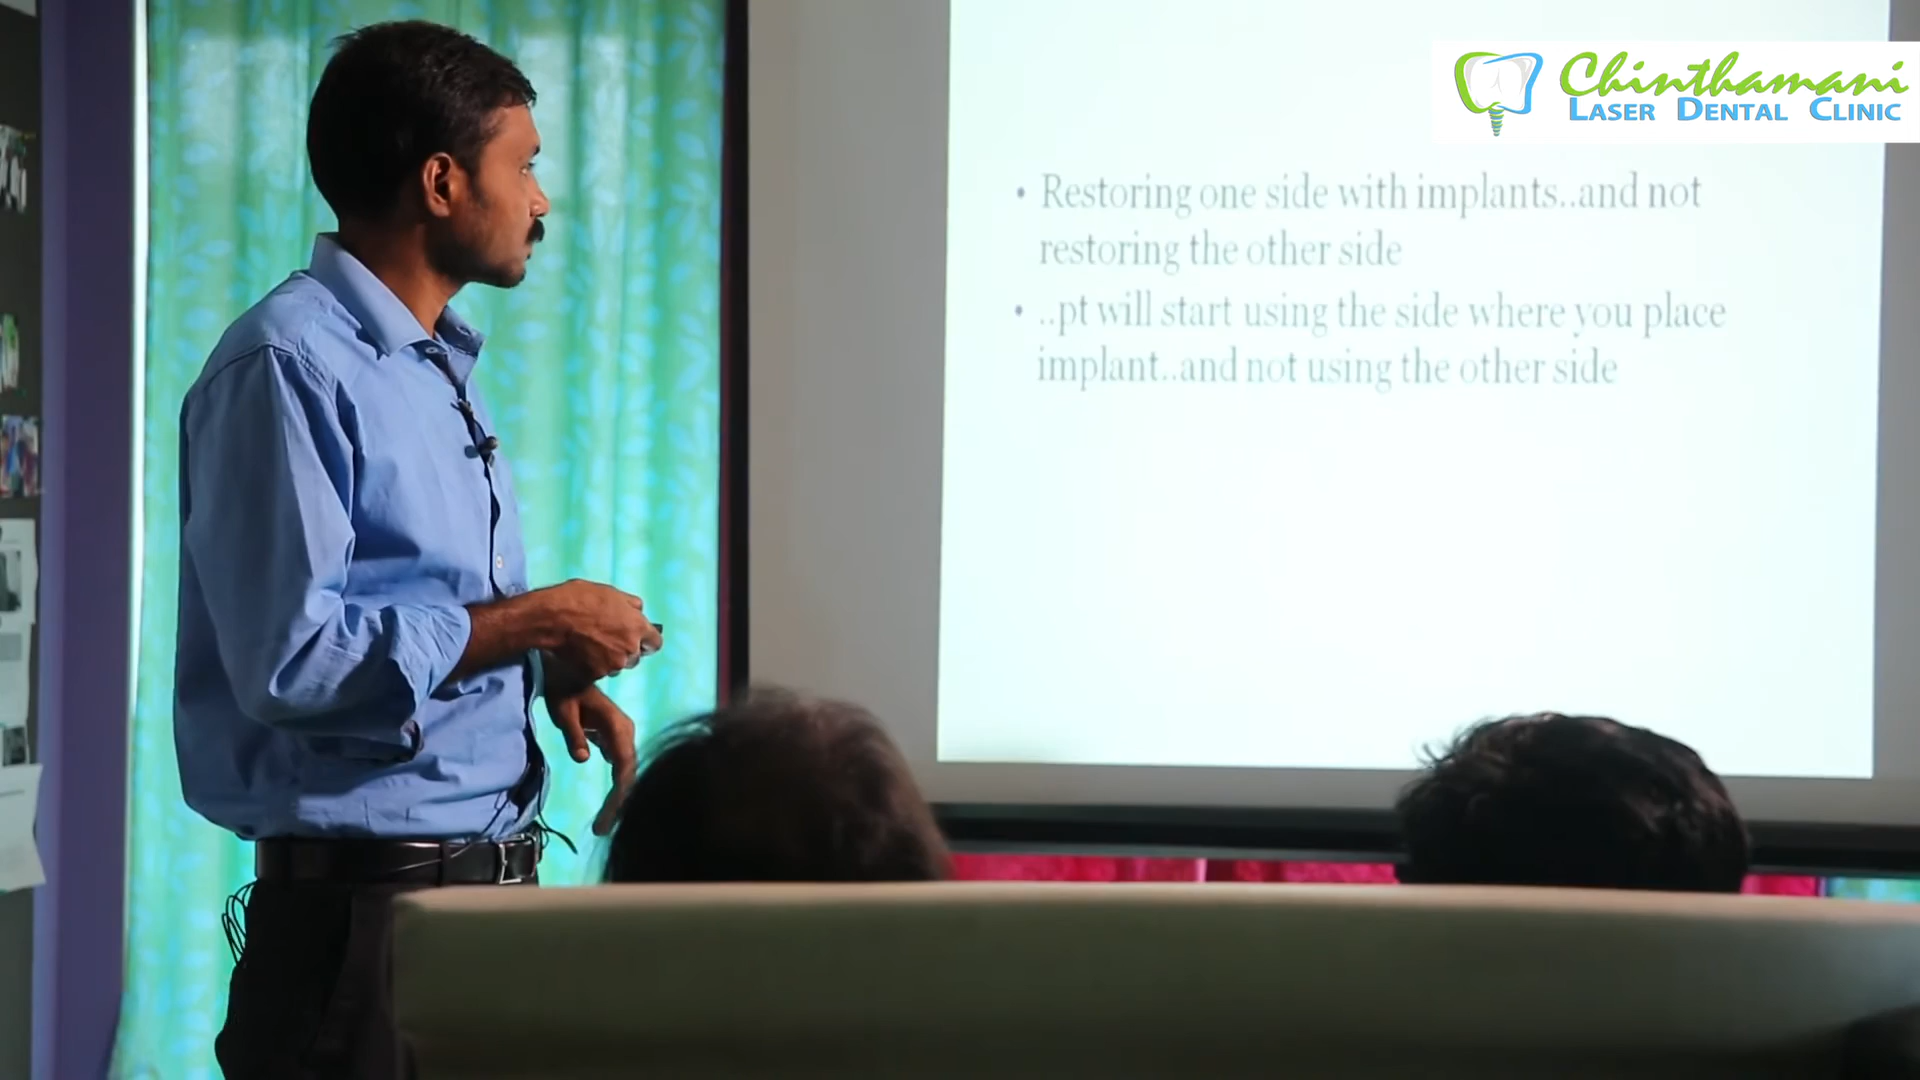 Chinthamani
LASER DENTAL CLINIC
• Restoring one side with implants..and not
restoring the other side
• ..pt will start using the side where you place
implant..and not using the other side